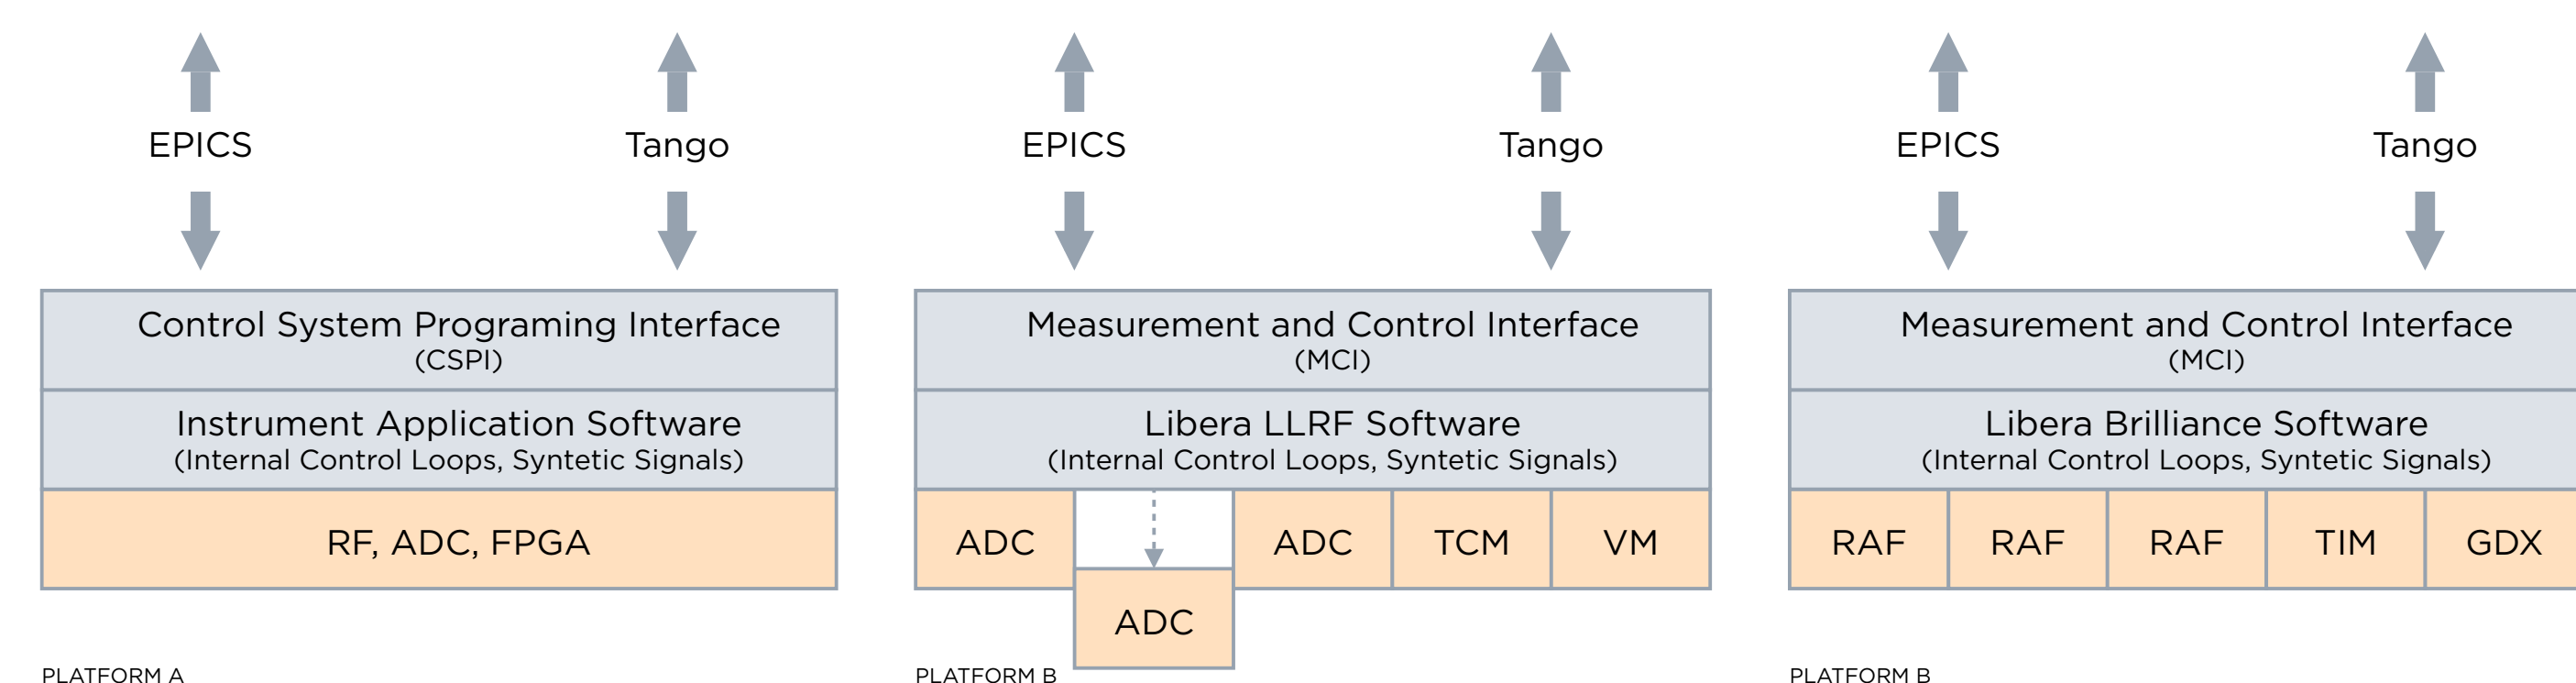 EPICS
Tango
Control System Programing Interface
(CSPI)
Instrument Application Software
(Internal Control Loops, Syntetic Signals)
RF, ADC, FPGA
PLATFORM A
EPICS
Tango
Measurement and Control Interface
(MCI)
Libera LLRF Software
(Internal Control Loops, Syntetic Signals)
ADC
ADC
TCM
VM
ADC
PLATFORM B
EPICS
Tango
Measurement and Control Interface
(MCI)
Libera Brilliance Software
(Internal Control Loops, Syntetic Signals)
RAF
RAF
RAF
TIM
GDX
PLATFORM B